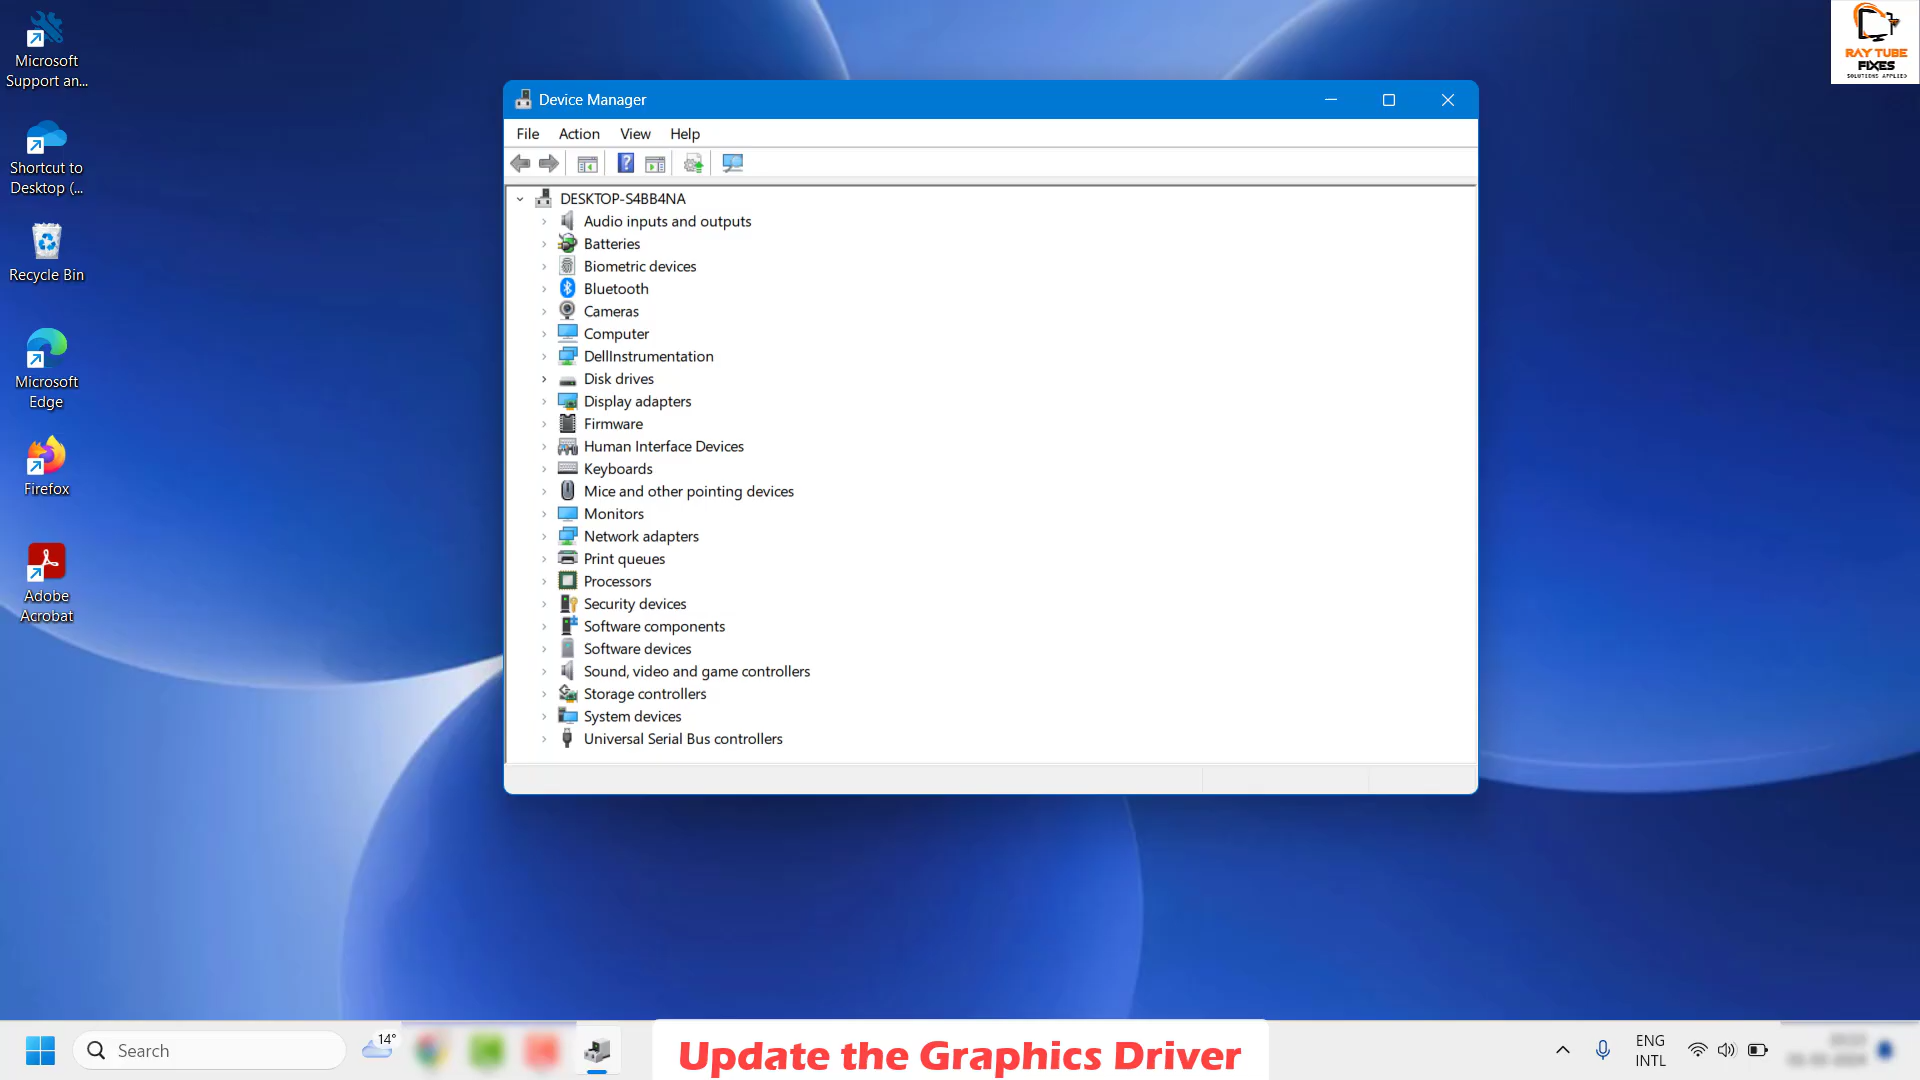 Microsoft
Support an...
Shortcut to
Desktop (...
Recycle Bin
Microsoft
Edge
Firefox
Adobe
Acrobat
RAY TUBE
FIXES
SOLUTIONS APPLIED
Device Manager
File Action View Help
DESKTOP-S4BB4NA
Audio inputs and outputs
Batteries
Biometric devices
Bluetooth
Cameras
Computer
DellInstrumentation
Disk drives
Display adapters
Firmware
Human Interface Devices
Keyboards
Mice and other pointing devices
Monitors
Network adapters
Print queues
Processors
Security devices
Software components
Software devices
Sound, video and game controllers
Storage controllers
System devices
Universal Serial Bus controllers
Search
14°
Update the Graphics Driver
ENG
INTL